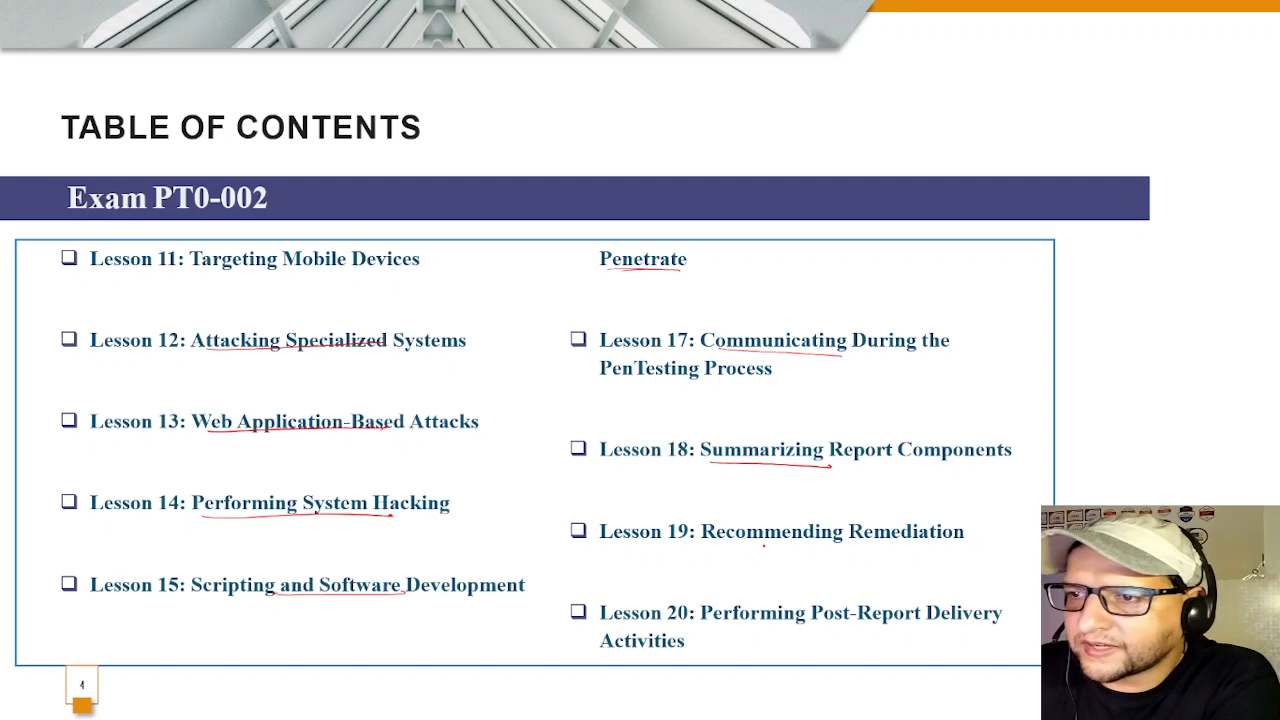 TABLE OF CONTENTS
Exam PT0-002
Lesson 11: Targeting Mobile Devices
Lesson 12: Attacking Specialized Systems
Lesson 13: Web Application-Based Attacks
Lesson 14: Performing System Hacking
Lesson 15: Scripting and Software Development
Penetrate
Lesson 17: Communicating During the
PenTesting Process
Lesson 18: Summarizing Report Components
Lesson 19: Recommending Remediation
Lesson 20: Performing Post-Report Delivery
Activities
4